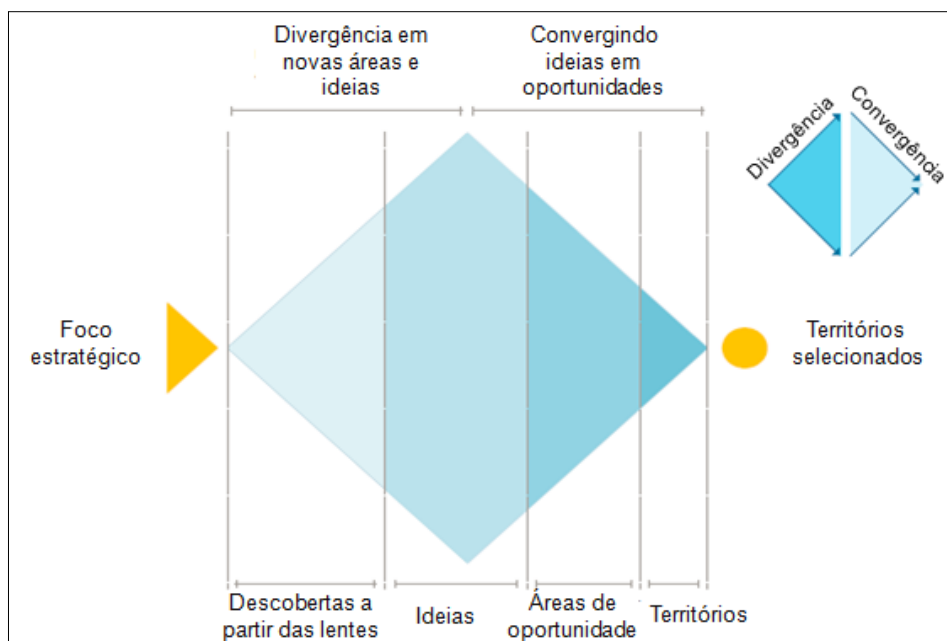 Divergência em
novas áreas e
ideias
Convergindo
ideias em
oportunidades
Divergência
Convergência
Foco
estratégico
Territórios
selecionados
Descobertas a
partir das lentes
Ideias
Áreas de
oportunidade
Territórios